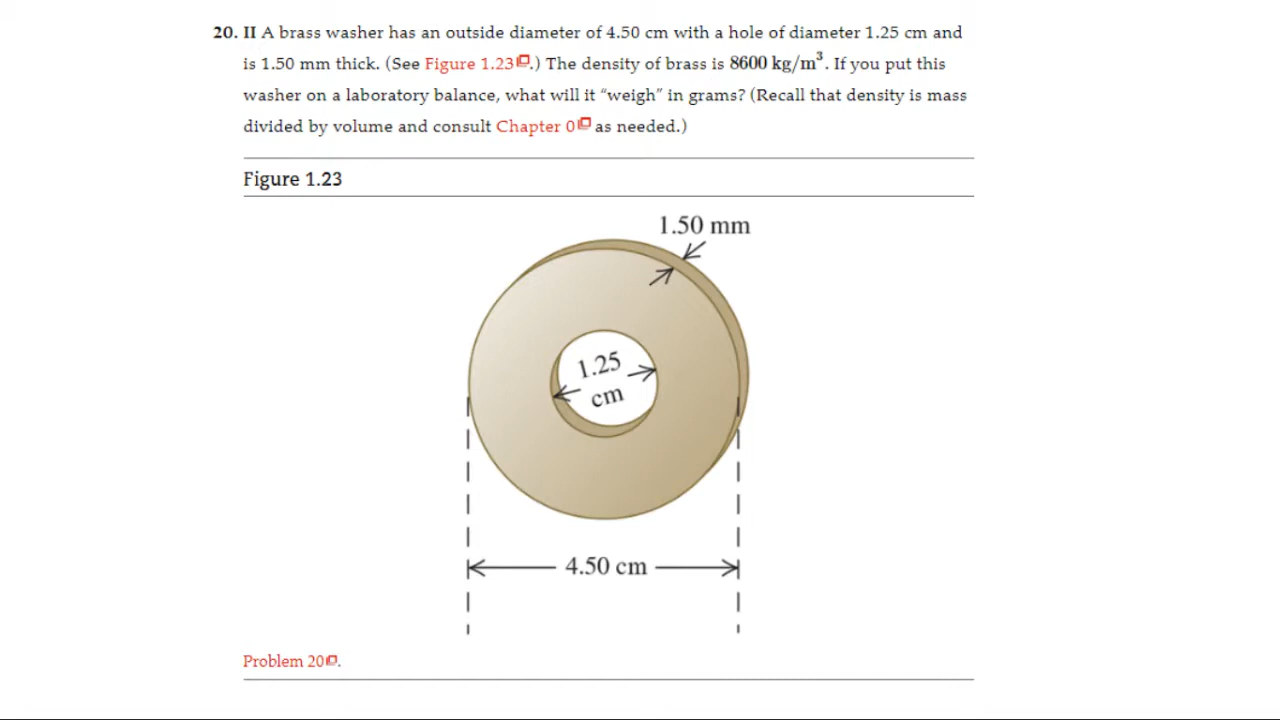 20. II A brass washer has an outside diameter of 4.50 cm with a hole of diameter 1.25 cm and
is 1.50 mm thick. (See Figure 1.23.) The density of brass is 8600 kg/m³. If you put this
washer on a laboratory balance, what will it “weigh” in grams? (Recall that density is mass
divided by volume and consult Chapter 0 as needed.)
Figure 1.23
1.50 mm
1.25
cm
4.50 cm
Problem 20.